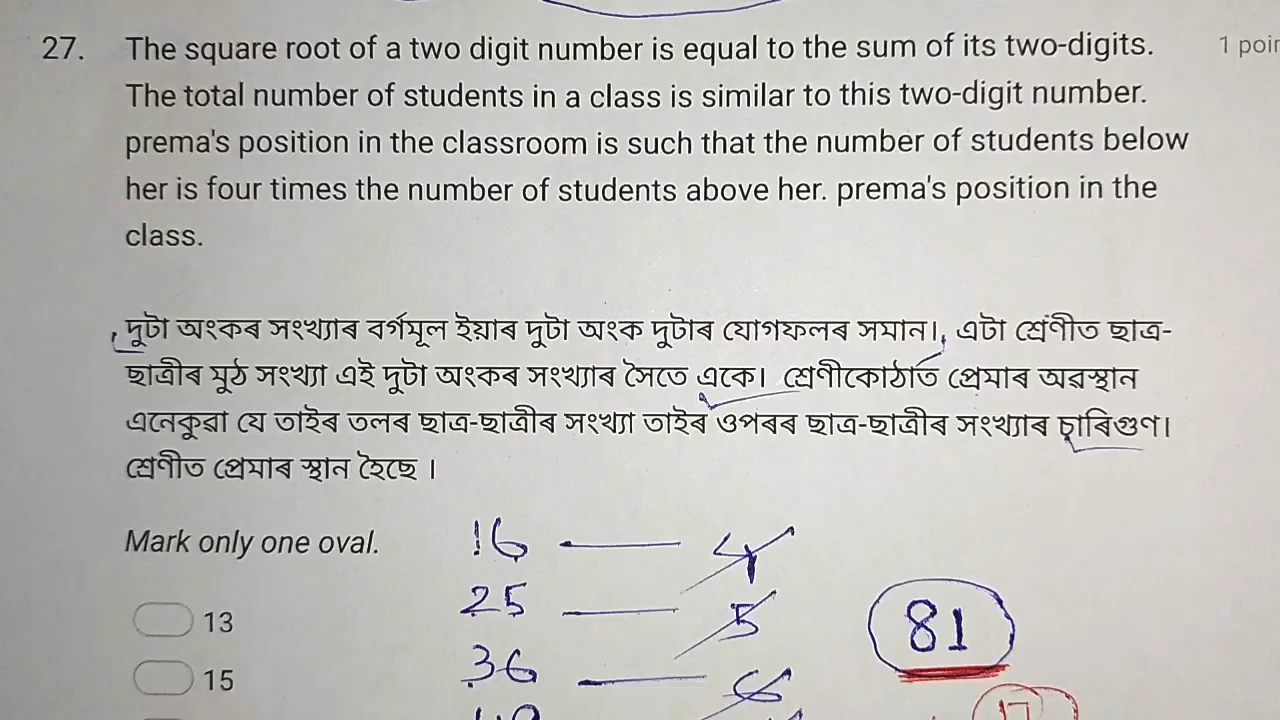 27. The square root of a two digit number is equal to the sum of its two-digits. 1 poin
The total number of students in a class is similar to this two-digit number.
prema's position in the classroom is such that the number of students below
her is four times the number of students above her. prema's position in the
class.
দুটা অংকৰ সংখ্যাৰ বৰ্গমূল ইয়াৰ দুটা অংক দুটাৰ যোগফলৰ সমান। এটা শ্ৰেণীত ছাত্ৰ-
ছাত্ৰীৰ মুঠ সংখ্যা এই দুটা অংকৰ সংখ্যাৰ সৈতে একে। শ্ৰেণীকোঠাত প্ৰেমাৰ অৱস্থান
এনেকুৱা যে তাইৰ তলৰ ছাত্ৰ-ছাত্ৰীৰ সংখ্যা তাইৰ ওপৰৰ ছাত্ৰ-ছাত্ৰীৰ সংখ্যাৰ চাৰিগুণ।
শ্ৰেণীত প্ৰেমাৰ স্থান হৈছে ।
Mark only one oval.
16 — 4
25 — 5
81
13
36 — 6
15
17